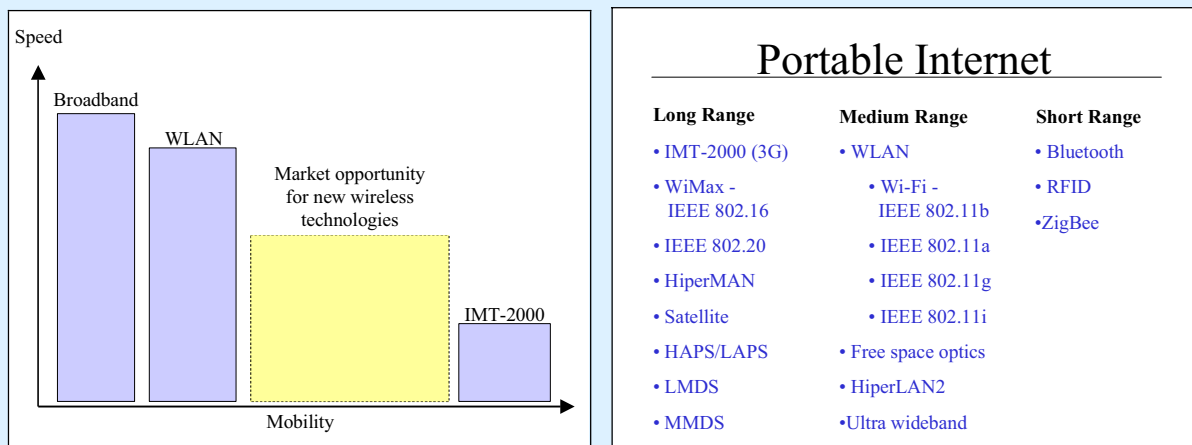 Speed
Broadband
WLAN
Market opportunity
for new wireless
technologies
IMT-2000
Mobility
Portable Internet
Long Range
• IMT-2000 (3G)
• WiMax -
IEEE 802.16
• IEEE 802.20
• HiperMAN
• Satellite
• HAPS/LAPS
• LMDS
• MMDS
Medium Range
• WLAN
• Wi-Fi -
IEEE 802.11b
• IEEE 802.11a
• IEEE 802.11g
• IEEE 802.11i
• Free space optics
• HiperLAN2
•Ultra wideband
Short Range
• Bluetooth
• RFID
•ZigBee